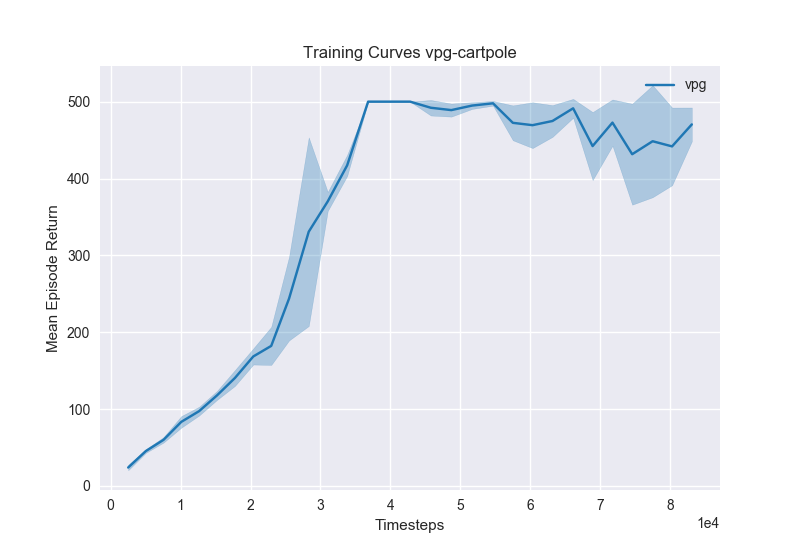 Training Curves vpg-cartpole
vpg
500
400
300
200
100
0
Mean Episode Return
0 1 2 3 4 5 6 7 8
1e4
Timesteps